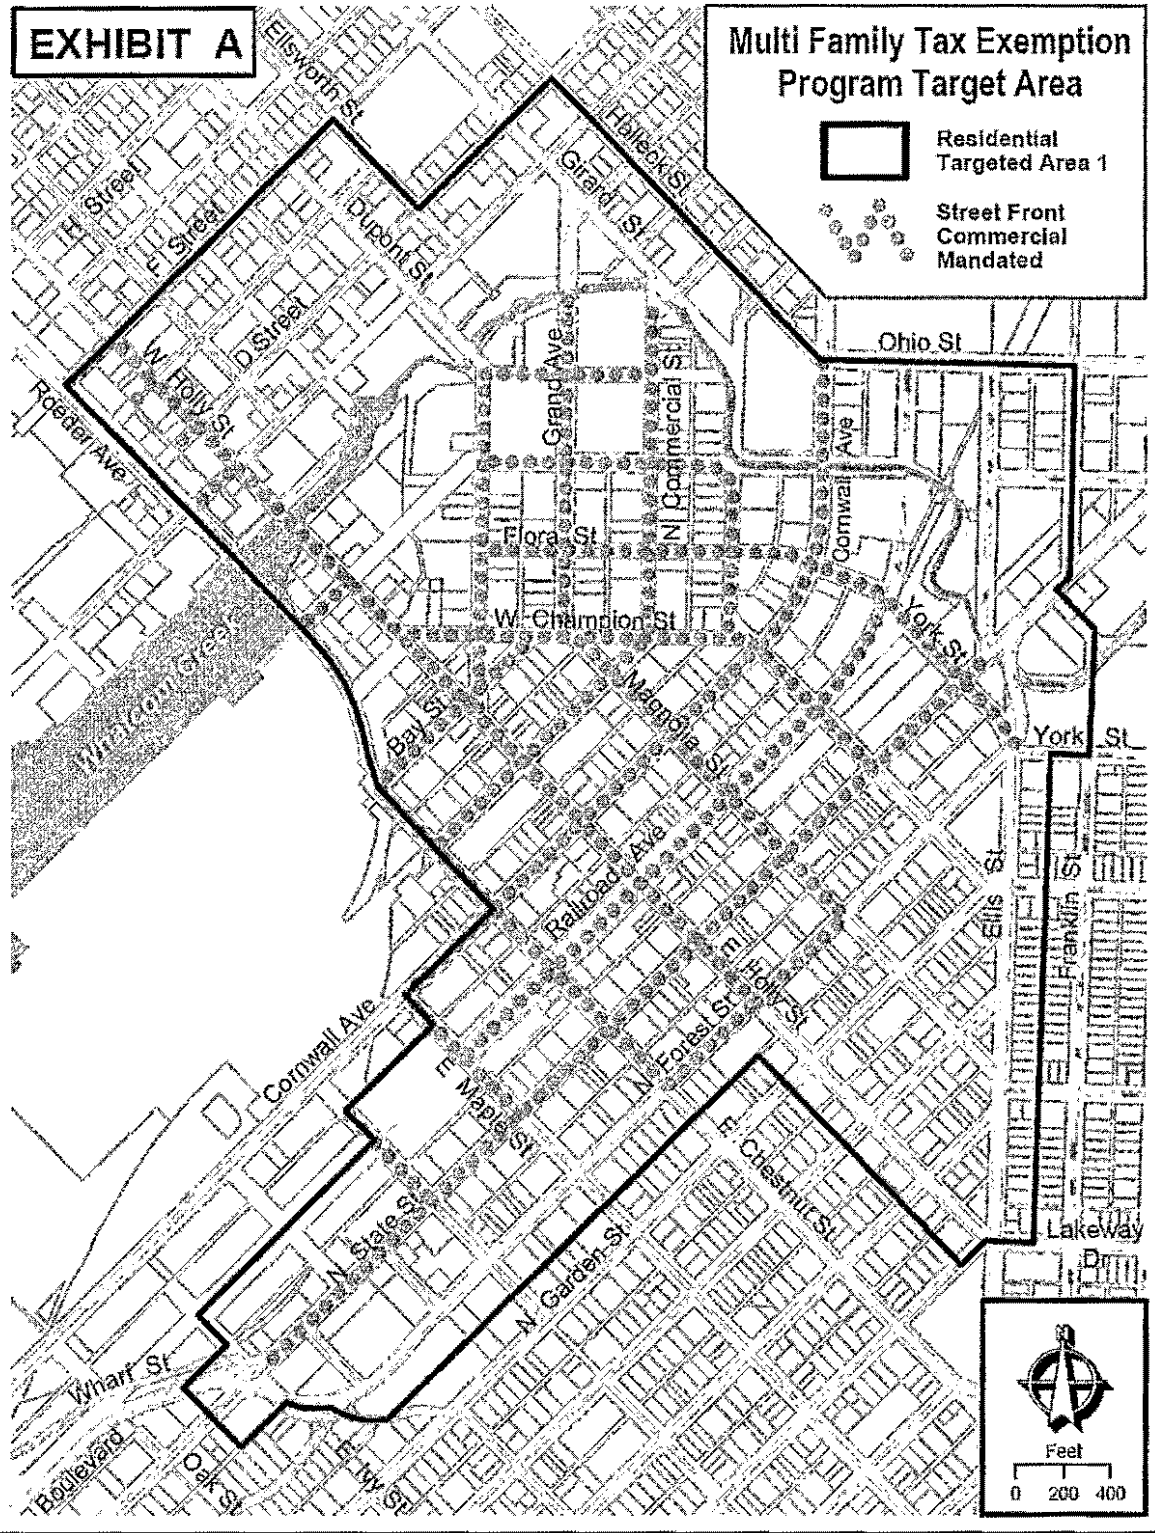 EXHIBIT A
Multi Family Tax Exemption
Program Target Area
Residential
Targeted Area 1
Street Front
Commercial
Mandated
Ellsworth St
Halleck St
Girard St
H Street
F Street
Dupont St
D Street
W Holly St
Roeder Ave
Ohio St
Grand Ave
N Commercial St
Cornwall Ave
Flora St
W Champion St
York St
Whatcom Creek
Magnolia St
Bay St
York St
Railroad Ave
Ellis St
Franklin St
E Holly St
Cornwall Ave
N Forest St
E Maple St
E Chestnut St
N State St
N Garden St
Lakeway
Dr
Wharf St
Boulevard
Oak St
E Ivy St
N
Feet
0 200 400